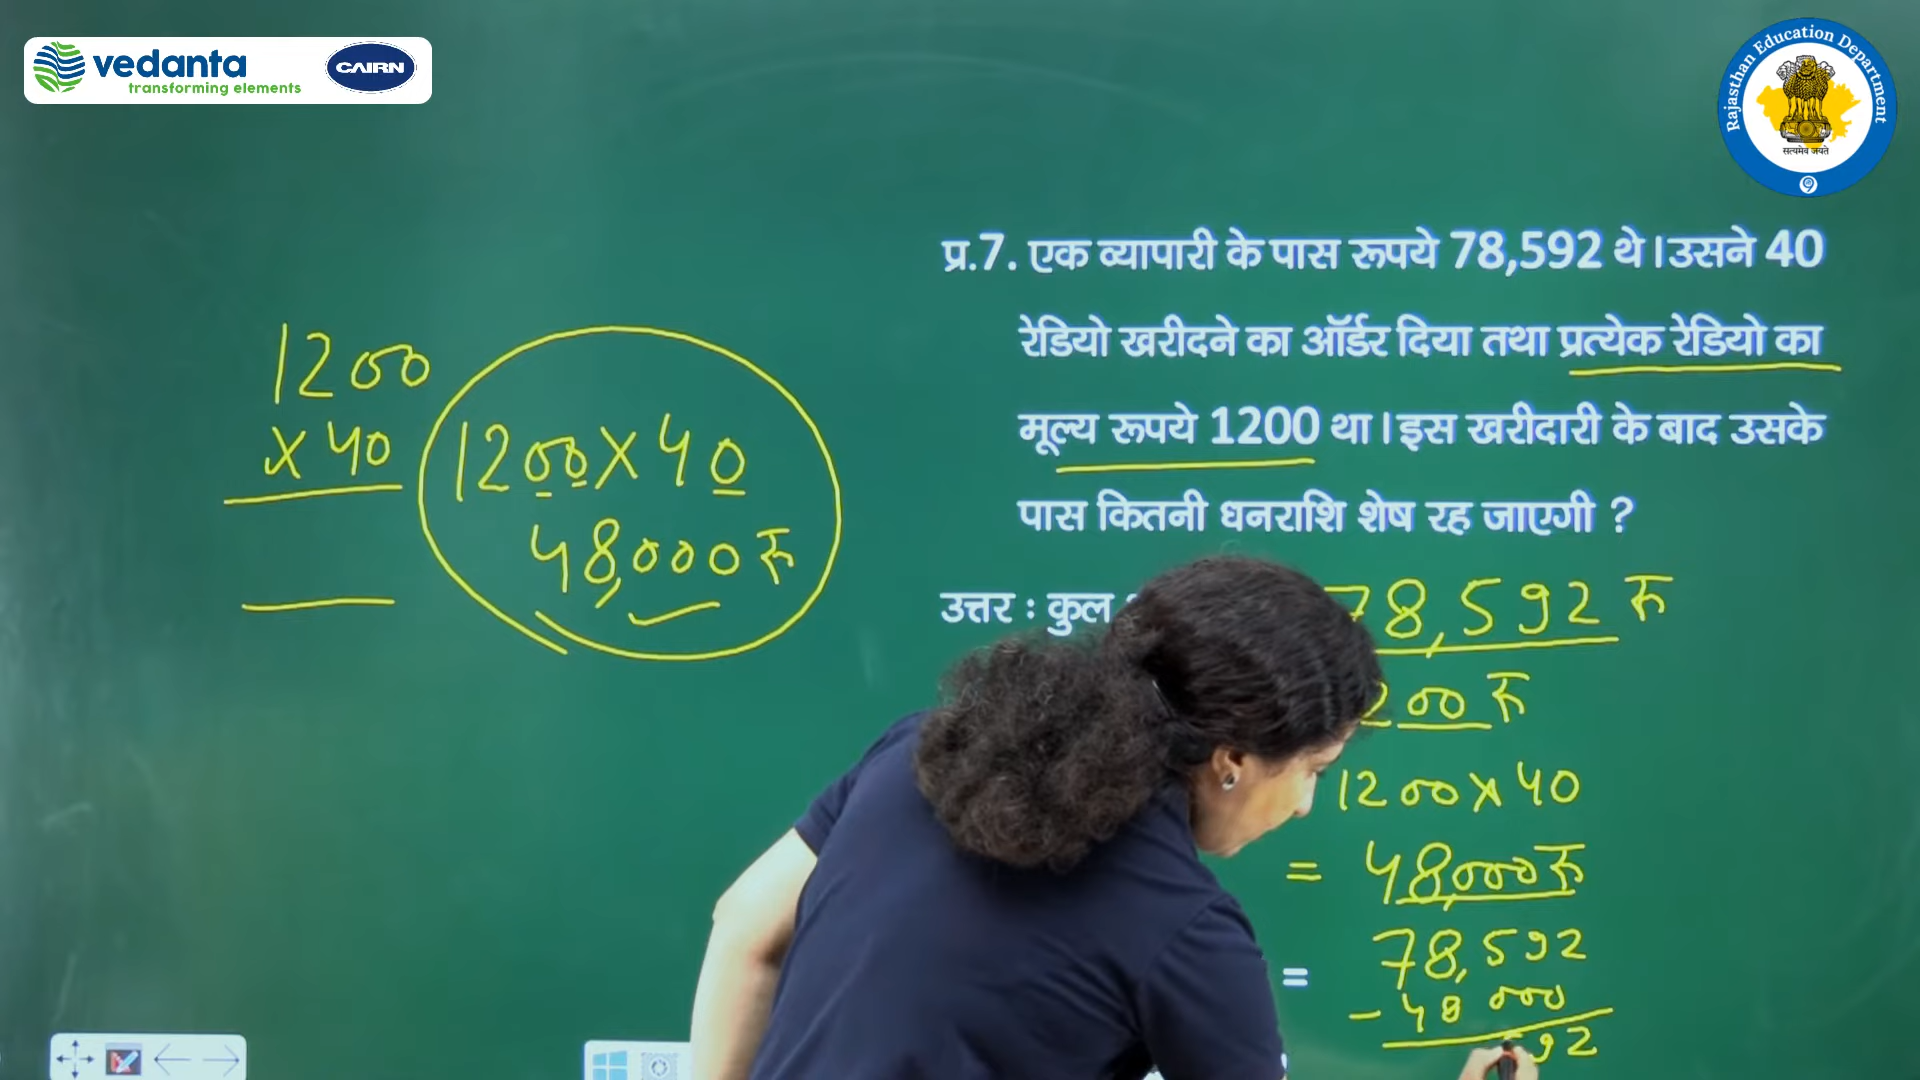 vedanta
transforming elements
CAIRN
Rajasthan Education Department
सत्यमेव जयते
प्र.7. एक व्यापारी के पास रूपये 78,592 थे। उसने 40
रेडियो खरीदने का ऑर्डर दिया तथा प्रत्येक रेडियो का
मूल्य रूपये 1200 था। इस खरीदारी के बाद उसके
पास कितनी धनराशि शेष रह जाएगी ?
1200
x 40
1200 x 40
48,000 रू
उत्तर : कुल
78,592 रू
200 रू
1200 x 40
= 48,000 रू
= 78,592
- 48 000
92